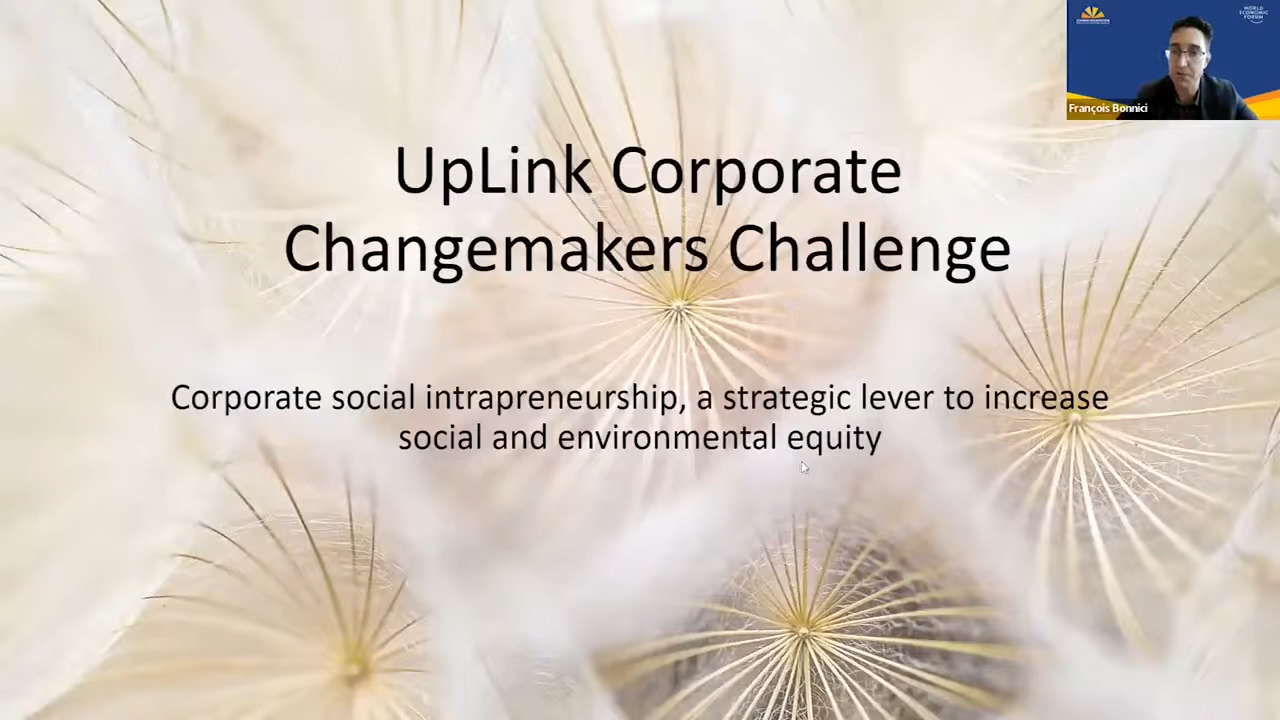 UpLink Corporate
Changemakers Challenge
Corporate social intrapreneurship, a strategic lever to increase
social and environmental equity
WORLD
ECONOMIC
FORUM
François Bonnici